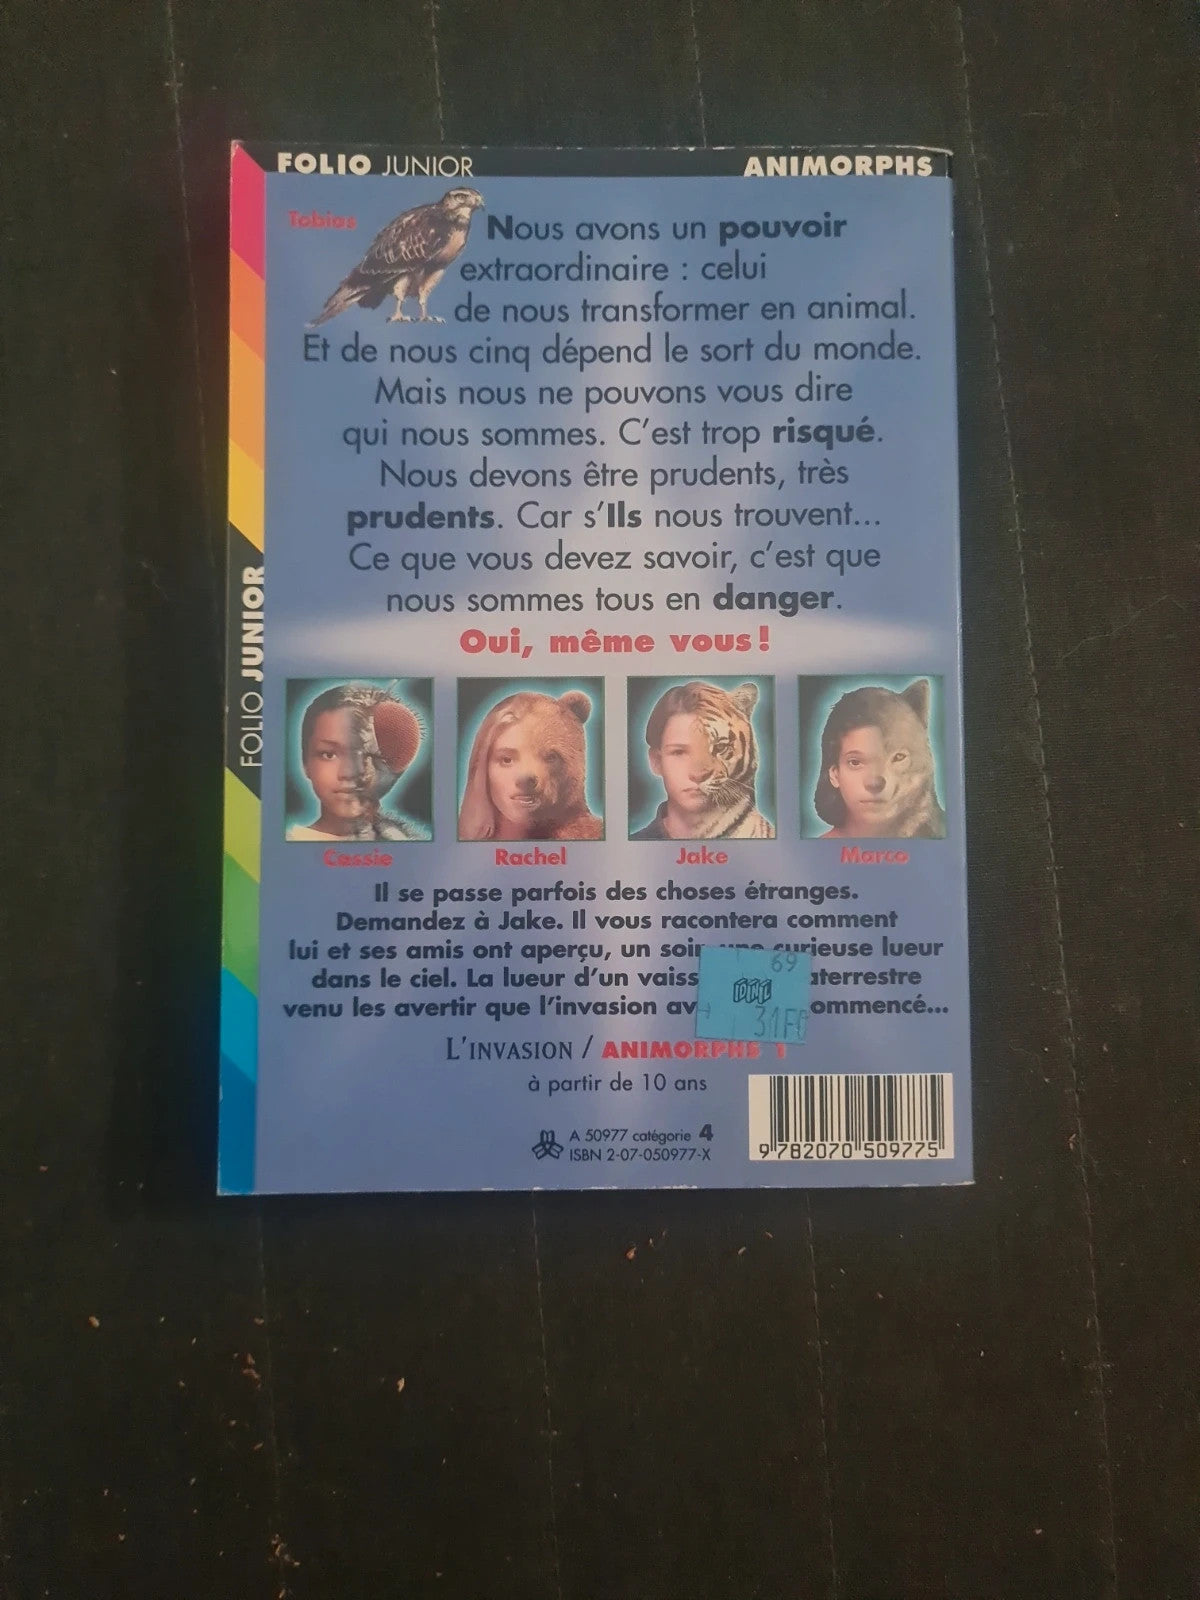 FOLIO JUNIOR ANIMORPHS
Tobias
Nous avons un pouvoir
extraordinaire : celui
de nous transformer en animal.
Et de nous cinq dépend le sort du monde.
Mais nous ne pouvons vous dire
qui nous sommes. C'est trop risqué.
Nous devons être prudents, très
prudents. Car s'Ils nous trouvent...
Ce que vous devez savoir, c'est que
nous sommes tous en danger.
Oui, même vous !
FOLIO JUNIOR
Cassie Rachel Jake Marco
Il se passe parfois des choses étranges.
Demandez à Jake. Il vous racontera comment
lui et ses amis ont aperçu, un soir une curieuse lueur
dans le ciel. La lueur d'un
venu les avertir que l'invasion
69
31F
L'INVASION / ANIMORPHS 1
à partir de 10 ans
A 50977 catégorie 4
ISBN 2-07-050977-X
9 782070 509775